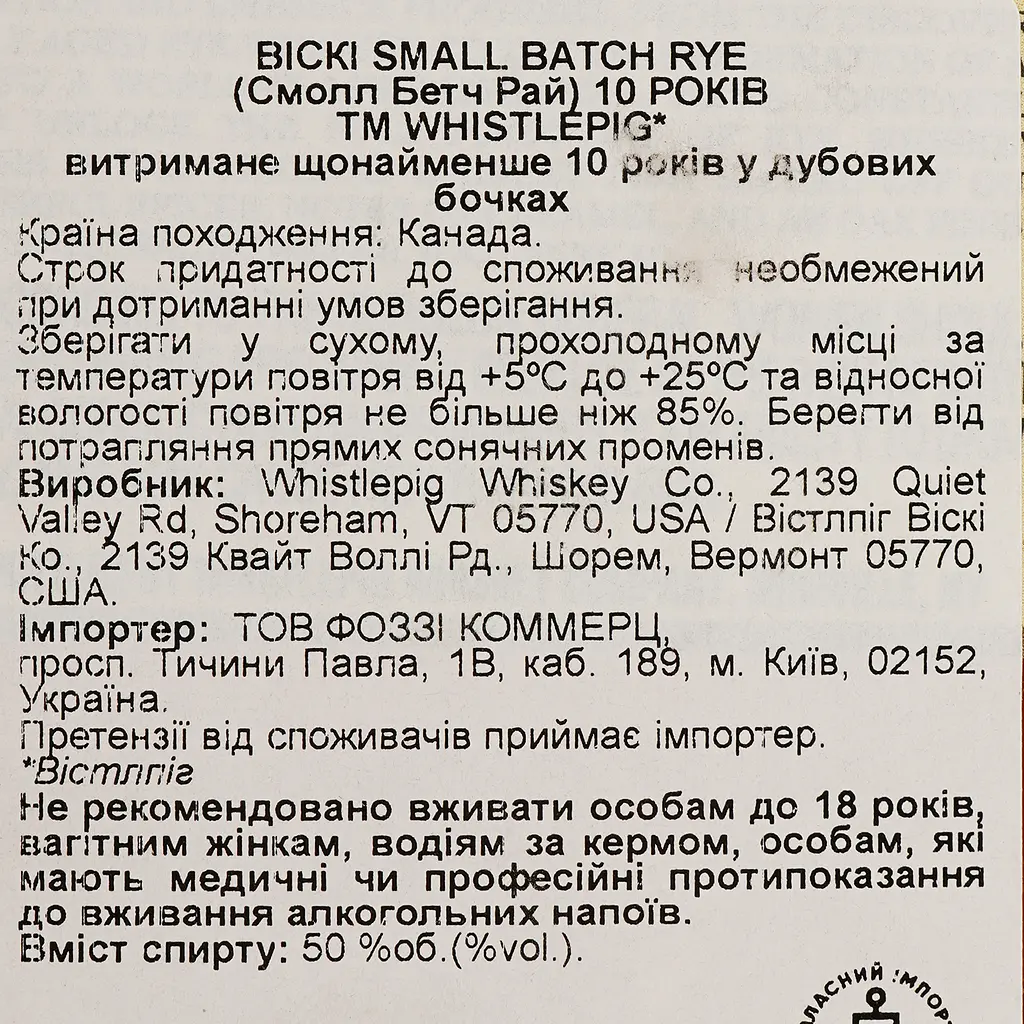 ВІСКІ SMALL BATCH RYE
(Смолл Бетч Рай) 10 РОКІВ
ТМ WHISTLEPIG*
витримане щонайменше 10 років у дубових
бочках
Країна походження: Канада.
Строк придатності до споживання необмежений
при дотриманні умов зберігання.
Зберігати у сухому, прохолодному місці за
температури повітря від +5ºС до +25ºС та відносної
вологості повітря не більше ніж 85%. Берегти від
потрапляння прямих сонячних променів.
Виробник: Whistlepig Whiskey Co., 2139 Quiet
Valley Rd, Shoreham, VT 05770, USA / Вістлпіг Віскі
Ко., 2139 Квайт Воллі Рд., Шорем, Вермонт 05770,
США.
Імпортер: ТОВ ФОЗЗІ КОММЕРЦ,
просп. Тичини Павла, 1В, каб. 189, м. Київ, 02152,
Україна.
Претензії від споживачів приймає імпортер.
*Вістлпіг
Не рекомендовано вживати особам до 18 років,
вагітним жінкам, водіям за кермом, особам, які
мають медичні чи професійні протипоказання
до вживання алкогольних напоїв.
Вміст спирту: 50 %об.(%vol.).